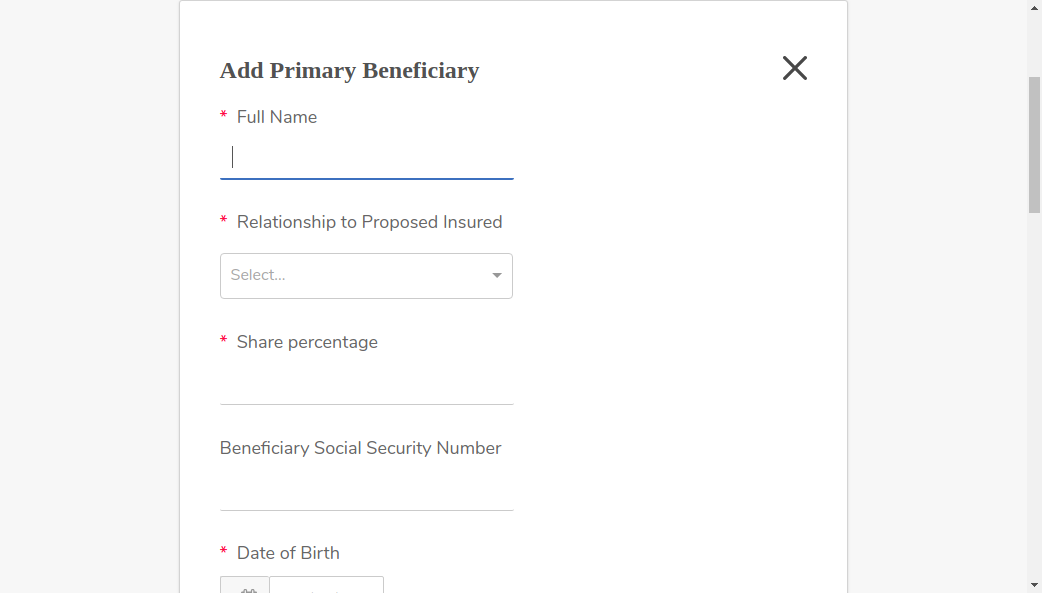 Add Primary Beneficiary
* Full Name
* Relationship to Proposed Insured
Select...
* Share percentage
Beneficiary Social Security Number
* Date of Birth